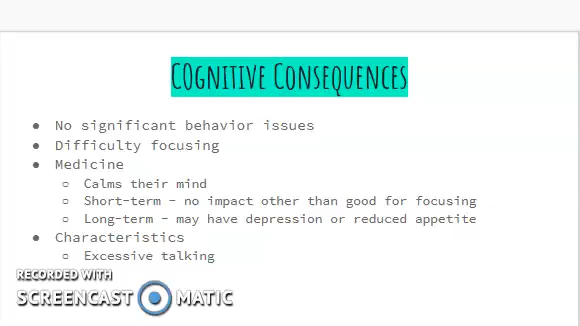 COgnitive Consequences
No significant behavior issues
Difficulty focusing
Medicine
Calms their mind
Short-term - no impact other than good for focusing
Long-term - may have depression or reduced appetite
Characteristics
Excessive talking
RECORDED WITH
SCREENCAST MATIC